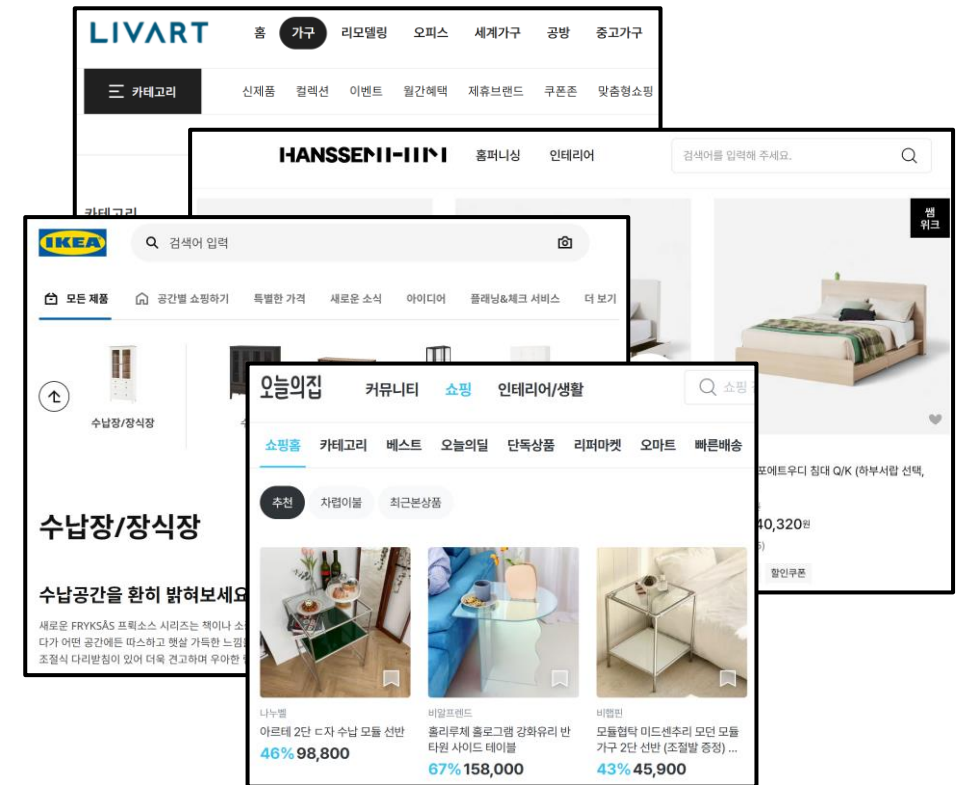 LIVART 홈 가구 리모델링 오피스 세계가구 공방 중고가구
카테고리 신제품 컬렉션 이벤트 월간혜택 제휴브랜드 쿠폰존 맞춤형쇼핑
카테고리
HANSSEM 홈퍼니싱 인테리어 검색어를 입력해 주세요.
쌤
위크
포에트우디 침대 Q/K (하부서랍 선택,
40,320원
할인쿠폰
IKEA 검색어 입력
모든 제품 공간별 쇼핑하기 특별한 가격 새로운 소식 아이디어 플래닝&체크 서비스 더 보기
수납장/장식장
수납장/장식장
수납공간을 환히 밝혀보세요
새로운 FRYKSÅS 프뤽소스 시리즈는 책이나
다가 어떤 공간에든 따스하고 햇살 가득한
조절식 다리받침이 있어 더욱 견고하며 우아한
오늘의집 커뮤니티 쇼핑 인테리어/생활 쇼핑
쇼핑홈 카테고리 베스트 오늘의딜 단독상품 리퍼마켓 오마트 빠른배송
추천 차렵이불 최근본상품
나누벨
아르테 2단 ㄷ자 수납 모듈 선반
46% 98,800
비알프렌드
홀리루체 홀로그램 강화유리 반
타원 사이드 테이블
67% 158,000
비햅핀
모듈협탁 미드센추리 모던 모듈
가구 2단 선반 (조절발 증정) ...
43% 45,900